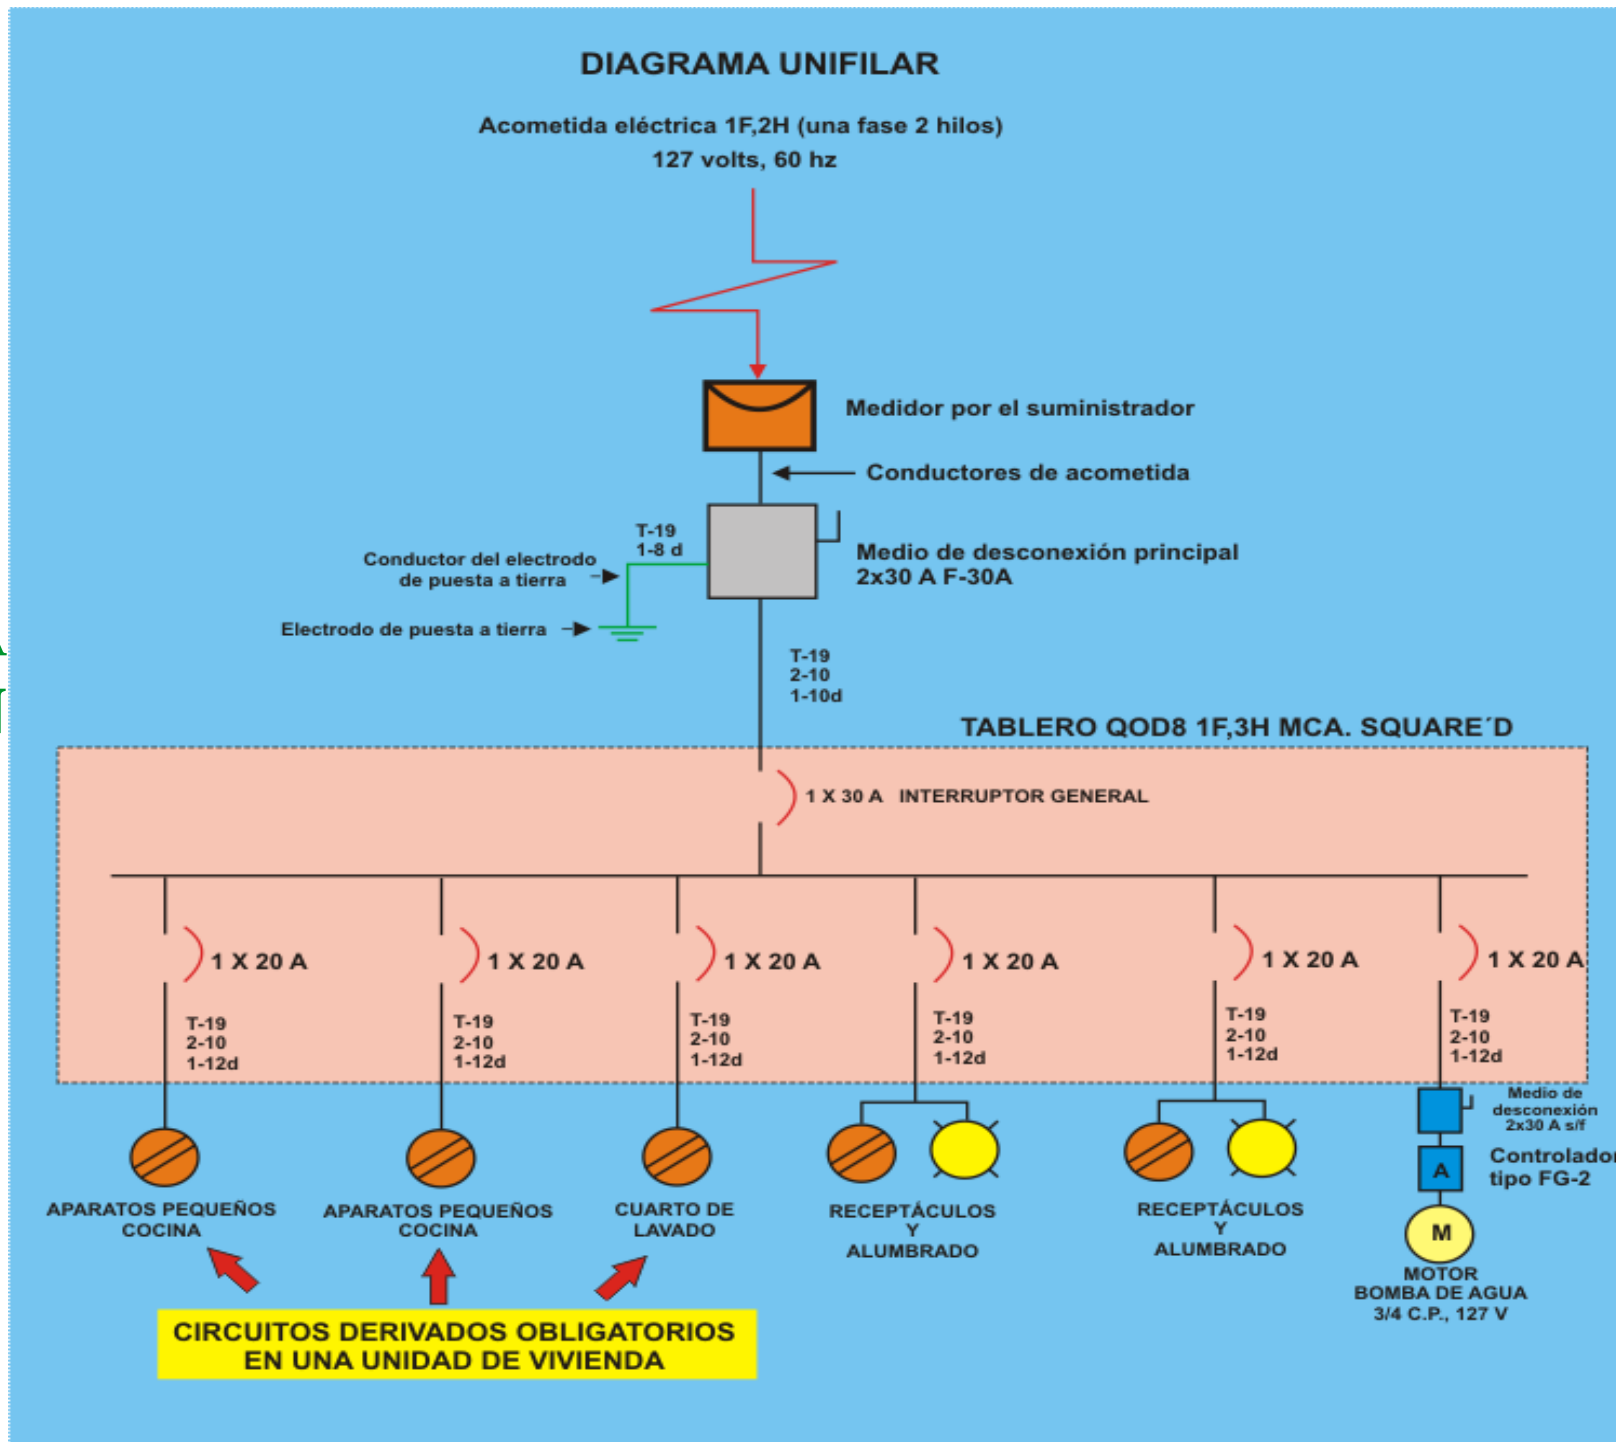 DIAGRAMA UNIFILAR
Acometida eléctrica 1F,2H (una fase 2 hilos)
127 volts, 60 hz
Medidor por el suministrador
Conductores de acometida
T-19
1-8 d
Conductor del electrodo
de puesta a tierra
Medio de desconexión principal
2x30 A F-30A
Electrodo de puesta a tierra
T-19
2-10
1-10d
TABLERO QOD8 1F,3H MCA. SQUARE´D
1 X 30 A INTERRUPTOR GENERAL
1 X 20 A
1 X 20 A
1 X 20 A
1 X 20 A
1 X 20 A
1 X 20 A
T-19
2-10
1-12d
T-19
2-10
1-12d
T-19
2-10
1-12d
T-19
2-10
1-12d
T-19
2-10
1-12d
T-19
2-10
1-12d
Medio de
desconexión
2x30 A s/f
Controlador
tipo FG-2
A
M
APARATOS PEQUEÑOS
COCINA
APARATOS PEQUEÑOS
COCINA
CUARTO DE
LAVADO
RECEPTÁCULOS
Y
ALUMBRADO
RECEPTÁCULOS
Y
ALUMBRADO
MOTOR
BOMBA DE AGUA
3/4 C.P., 127 V
CIRCUITOS DERIVADOS OBLIGATORIOS
EN UNA UNIDAD DE VIVIENDA